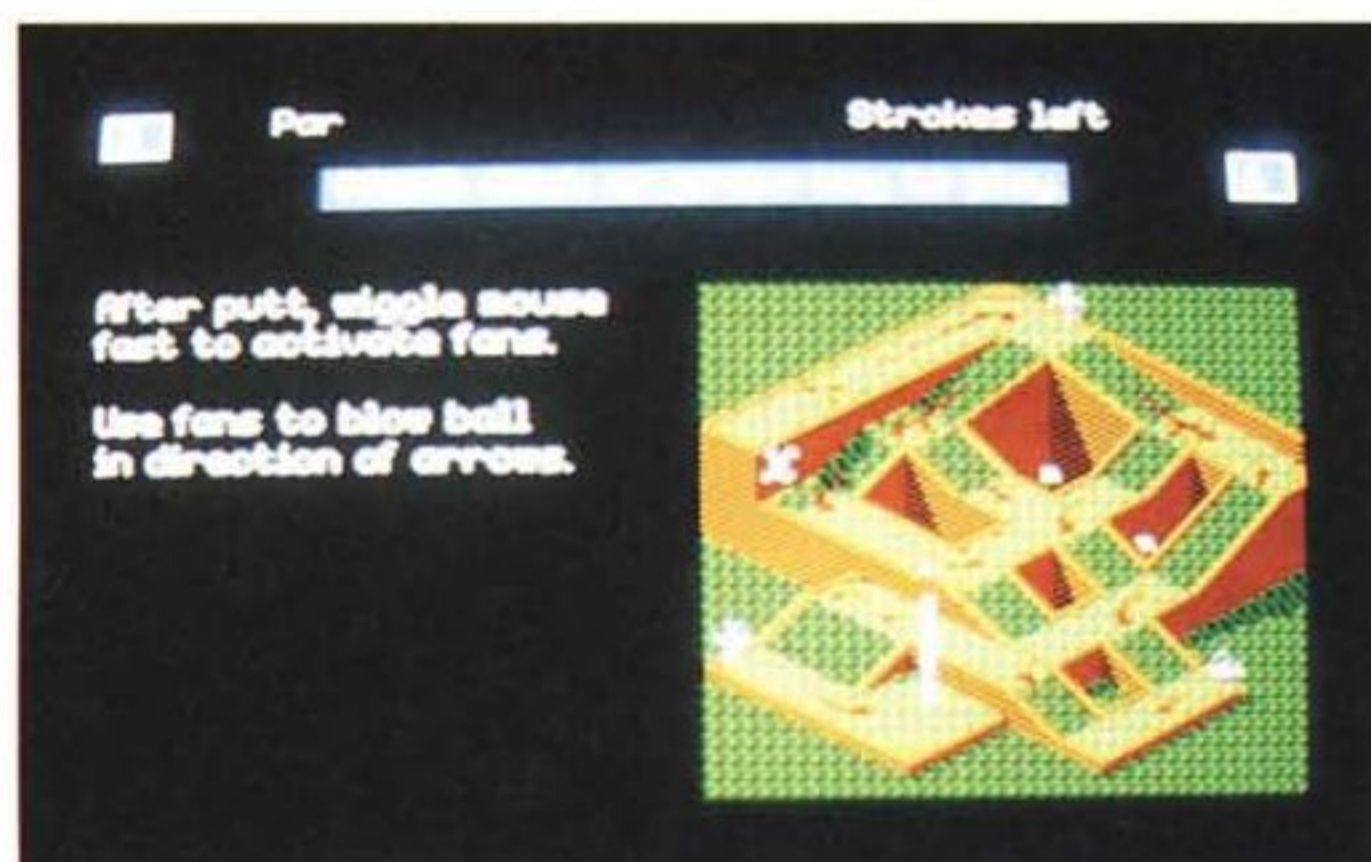 Par
Strokes left
After putt, wiggle mouse
fast to activate fans.
Use fans to blow ball
in direction of arrows.